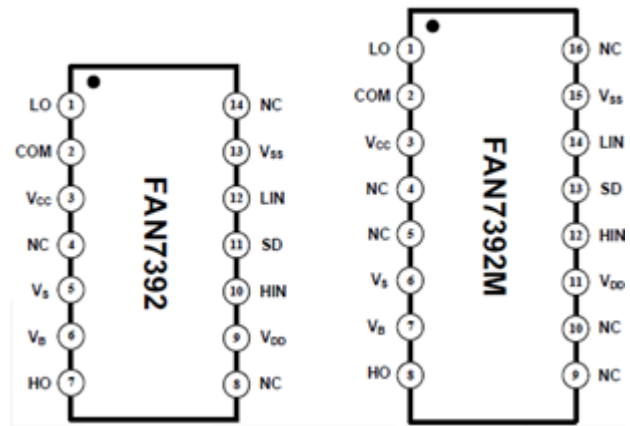 LO 1 14 NC
COM 2 13 VSS
VCC 3 12 LIN
NC 4 11 SD
VS 5 10 HIN
VB 6 9 VDD
HO 7 8 NC
FAN7392
LO 1 16 NC
COM 2 15 VSS
VCC 3 14 LIN
NC 4 13 SD
NC 5 12 HIN
VS 6 11 VDD
VB 7 10 NC
HO 8 9 NC
FAN7392M